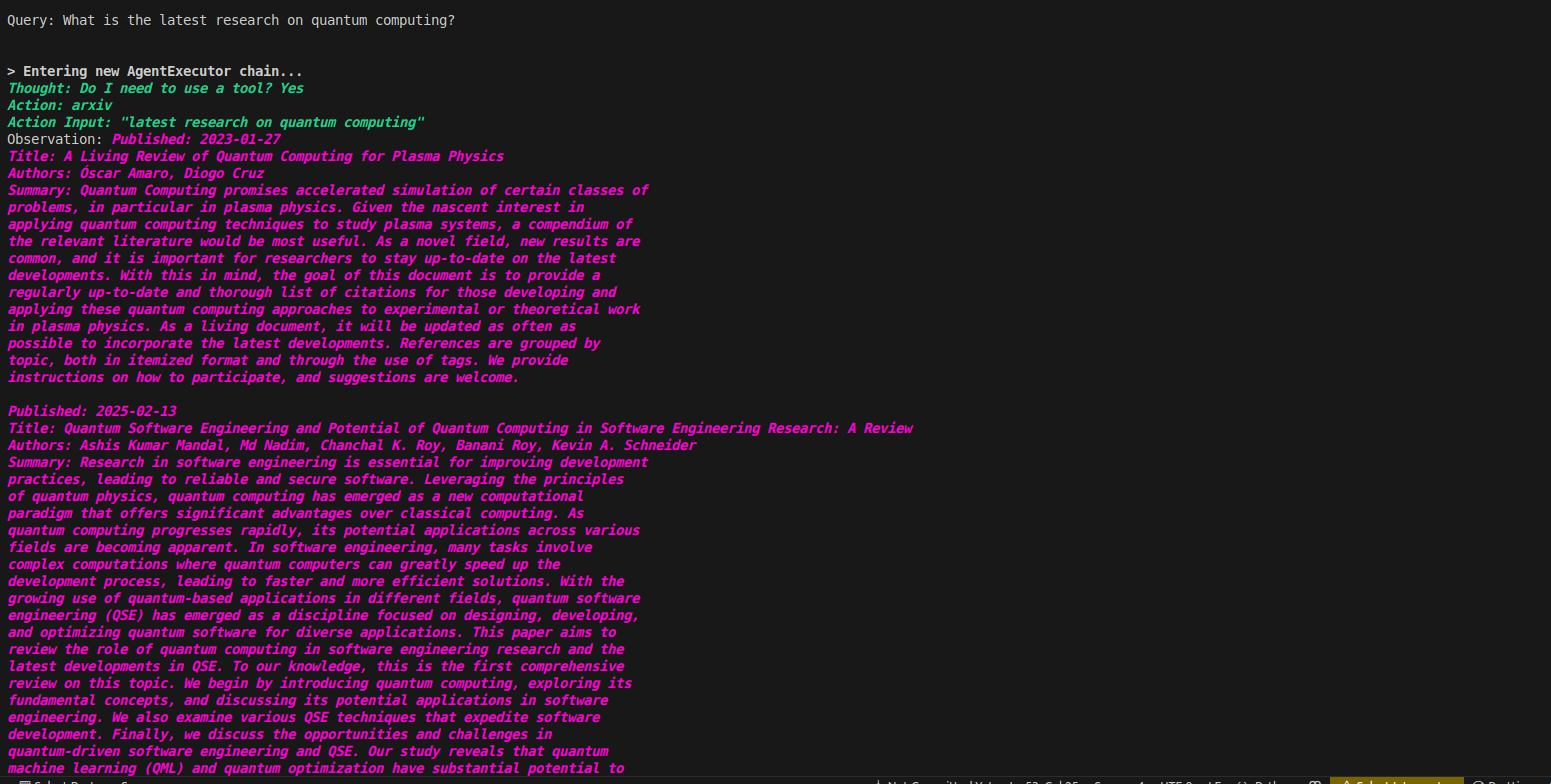 Query: What is the latest research on quantum computing?
> Entering new AgentExecutor chain...
Thought: Do I need to use a tool? Yes
Action: arxiv
Action Input: "latest research on quantum computing"
Observation: Published: 2023-01-27
Title: A Living Review of Quantum Computing for Plasma Physics
Authors: Óscar Amaro, Diogo Cruz
Summary: Quantum Computing promises accelerated simulation of certain classes of
problems, in particular in plasma physics. Given the nascent interest in
applying quantum computing techniques to study plasma systems, a compendium of
the relevant literature would be most useful. As a novel field, new results are
common, and it is important for researchers to stay up-to-date on the latest
developments. With this in mind, the goal of this document is to provide a
regularly up-to-date and thorough list of citations for those developing and
applying these quantum computing approaches to experimental or theoretical work
in plasma physics. As a living document, it will be updated as often as
possible to incorporate the latest developments. References are grouped by
topic, both in itemized format and through the use of tags. We provide
instructions on how to participate, and suggestions are welcome.
Published: 2025-02-13
Title: Quantum Software Engineering and Potential of Quantum Computing in Software Engineering Research: A Review
Authors: Ashis Kumar Mandal, Md Nadim, Chanchal K. Roy, Banani Roy, Kevin A. Schneider
Summary: Research in software engineering is essential for improving development
practices, leading to reliable and secure software. Leveraging the principles
of quantum physics, quantum computing has emerged as a new computational
paradigm that offers significant advantages over classical computing. As
quantum computing progresses rapidly, its potential applications across various
fields are becoming apparent. In software engineering, many tasks involve
complex computations where quantum computers can greatly speed up the
development process, leading to faster and more efficient solutions. With the
growing use of quantum-based applications in different fields, quantum software
engineering (QSE) has emerged as a discipline focused on designing, developing,
and optimizing quantum software for diverse applications. This paper aims to
review the role of quantum computing in software engineering research and the
latest developments in QSE. To our knowledge, this is the first comprehensive
review on this topic. We begin by introducing quantum computing, exploring its
fundamental concepts, and discussing its potential applications in software
engineering. We also examine various QSE techniques that expedite software
development. Finally, we discuss the opportunities and challenges in
quantum-driven software engineering and QSE. Our study reveals that quantum
machine learning (QML) and quantum optimization have substantial potential to